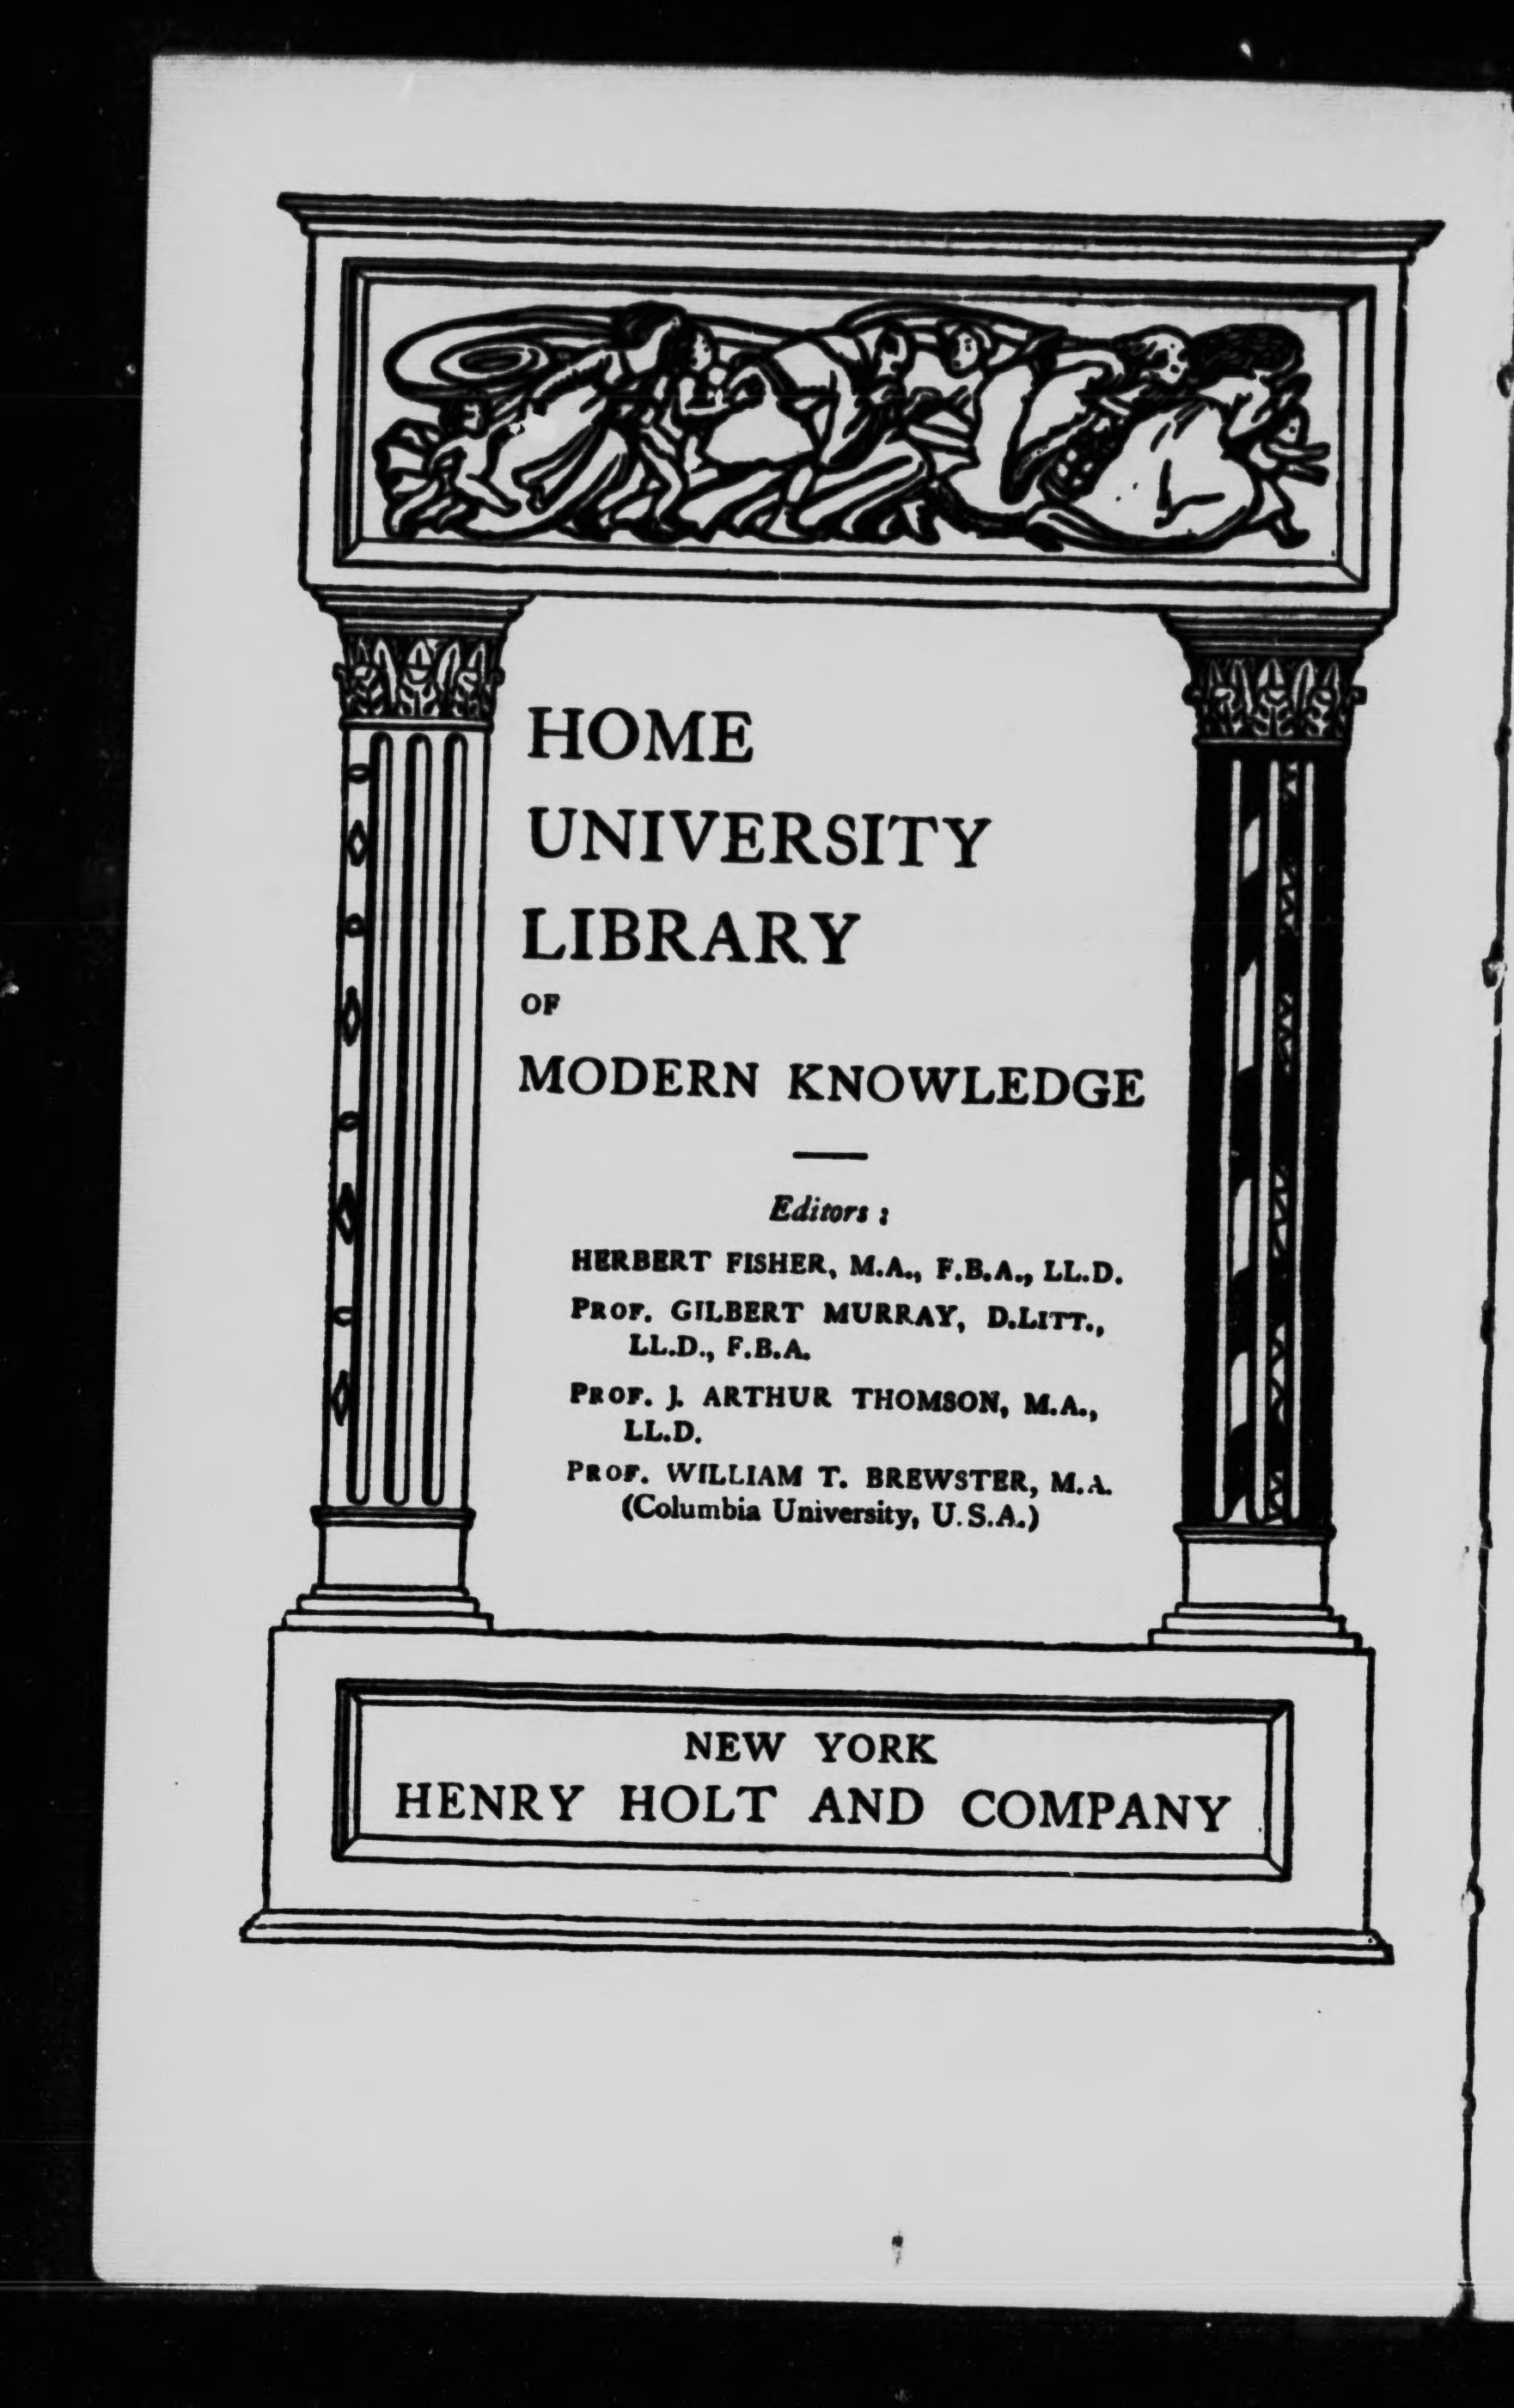 HOME
UNIVERSITY
LIBRARY
OF
MODERN KNOWLEDGE
Editors:
HERBERT FISHER, M.A., F.B.A., LL.D.
PROF. GILBERT MURRAY, D.LITT.,
LL.D., F.B.A.
PROF. J. ARTHUR THOMSON, M.A.,
LL.D.
PROF. WILLIAM T. BREWSTER, M.A.
(Columbia University, U.S.A.)
NEW YORK
HENRY HOLT AND COMPANY